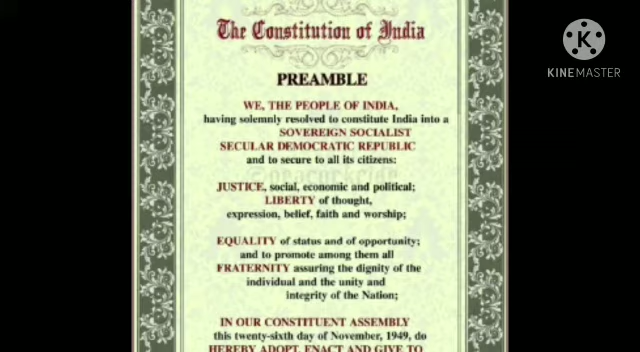 The Constitution of India
PREAMBLE
WE, THE PEOPLE OF INDIA,
having solemnly resolved to constitute India into a
SOVEREIGN SOCIALIST
SECULAR DEMOCRATIC REPUBLIC
and to secure to all its citizens:
JUSTICE, social, economic and political;
LIBERTY of thought,
expression, belief, faith and worship;
EQUALITY of status and of opportunity;
and to promote among them all
FRATERNITY assuring the dignity of the
individual and the unity and
integrity of the Nation;
IN OUR CONSTITUENT ASSEMBLY
this twenty-sixth day of November, 1949, do
HEREBY ADOPT, ENACT AND GIVE TO
K
KINEMASTER